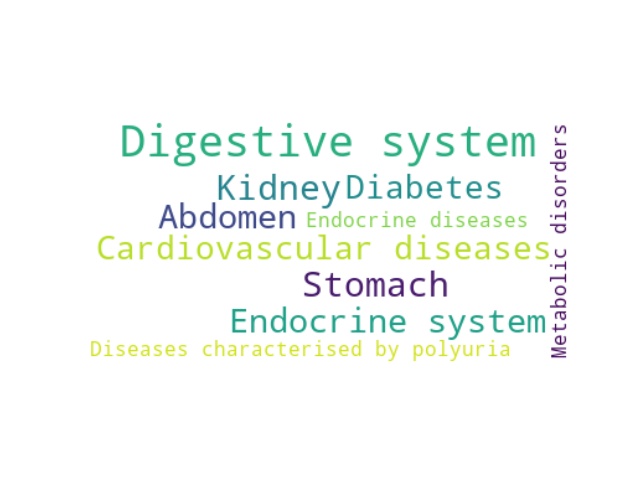 Digestive system
Kidney
Diabetes
Abdomen
Endocrine diseases
Cardiovascular diseases
Stomach
Endocrine system
Diseases characterised by polyuria
Metabolic disorders